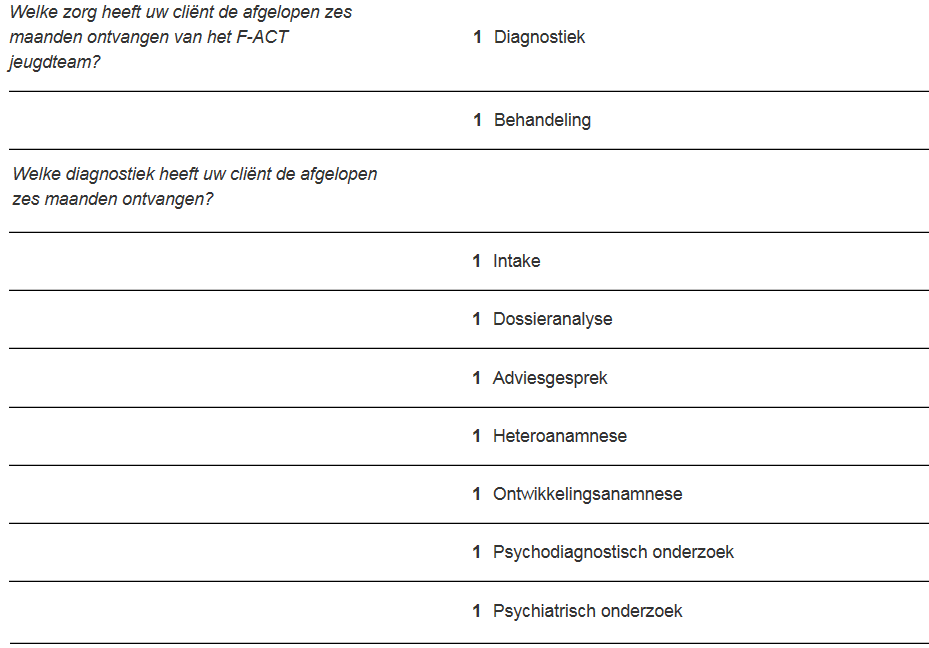 Welke zorg heeft uw cliënt de afgelopen zes
maanden ontvangen van het F-ACT
jeugdteam?
1 Diagnostiek
1 Behandeling
Welke diagnostiek heeft uw cliënt de afgelopen
zes maanden ontvangen?
1 Intake
1 Dossieranalyse
1 Adviesgesprek
1 Heteroanamnese
1 Ontwikkelingsanamnese
1 Psychodiagnostisch onderzoek
1 Psychiatrisch onderzoek